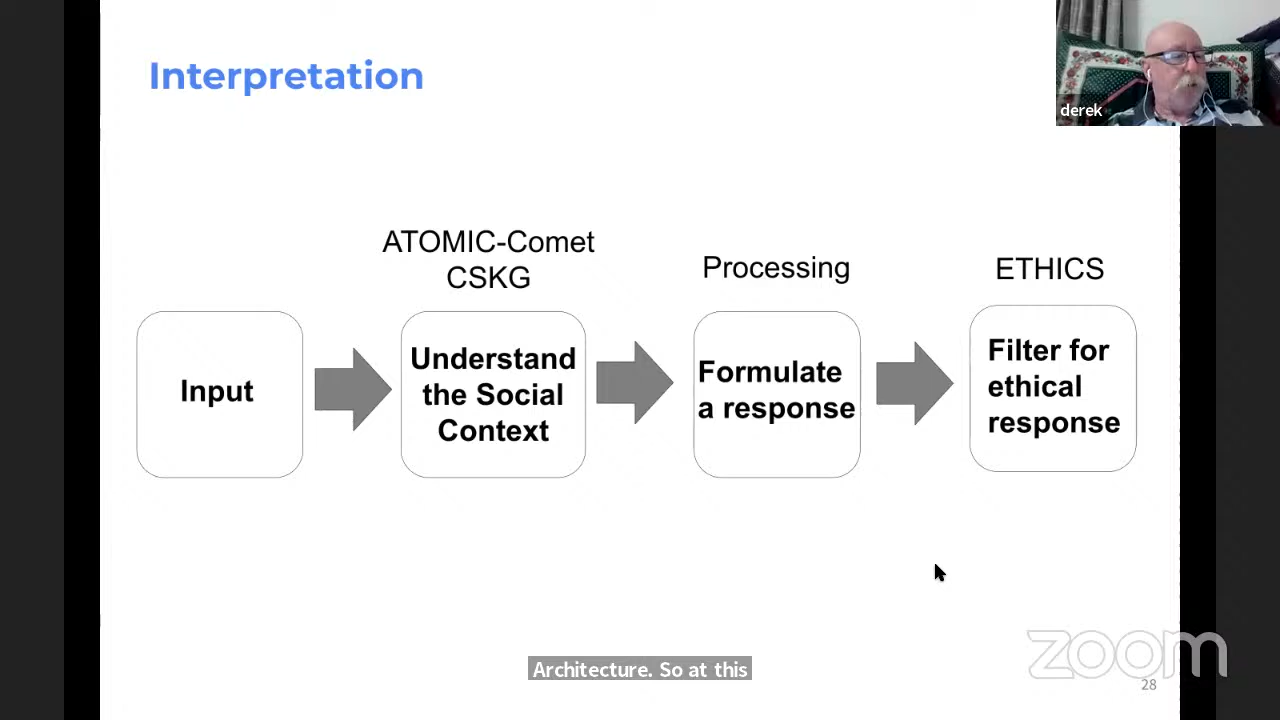 Interpretation
derek
ATOMIC-Comet
CSKG
Processing
ETHICS
Input
Understand
the Social
Context
Formulate
a response
Filter for
ethical
response
Architecture. So at this
zoom
28